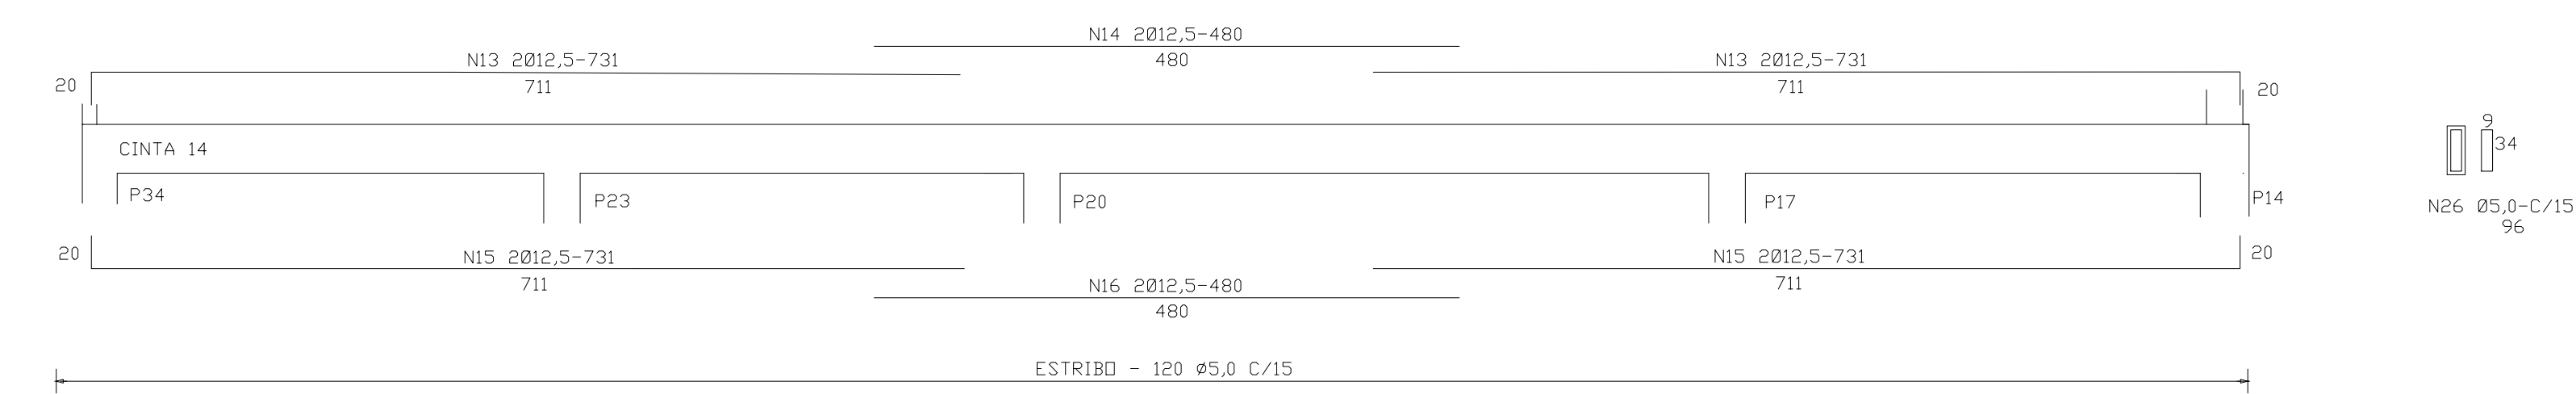 N14 2Ø12,5-480
480
N13 2Ø12,5-731
711
N13 2Ø12,5-731
711
20
20
CINTA 14
P34
P23
P20
P17
P14
9
34
N26 Ø5,0-C/15
96
20
N15 2Ø12,5-731
711
N15 2Ø12,5-731
711
20
N16 2Ø12,5-480
480
ESTRIBO - 120 Ø5,0 C/15